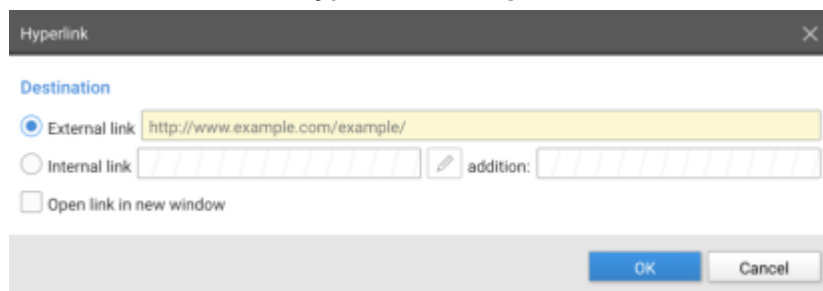 Hyperlink
Destination
External link http://www.example.com/example/
Internal link addition:
Open link in new window
OK Cancel